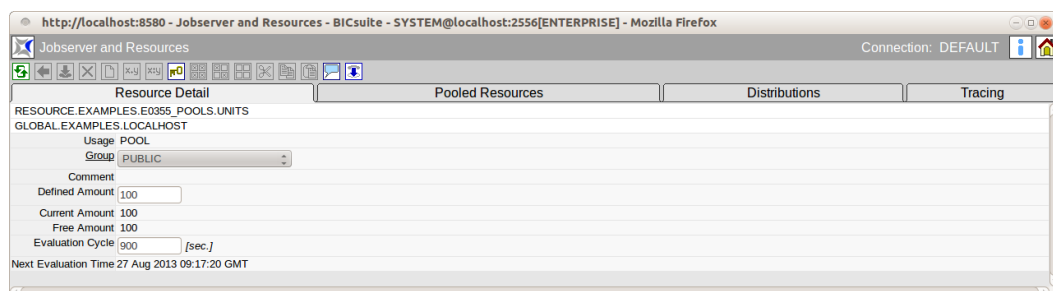 http://localhost:8580 - Jobserver and Resources - BICsuite - SYSTEM@localhost:2556[ENTERPRISE] - Mozilla Firefox
Jobserver and Resources Connection: DEFAULT
Resource Detail Pooled Resources Distributions Tracing
RESOURCE.EXAMPLES.E0355_POOLS.UNITS
GLOBAL.EXAMPLES.LOCALHOST
Usage POOL
Group PUBLIC
Comment
Defined Amount 100
Current Amount 100
Free Amount 100
Evaluation Cycle 900 [sec.]
Next Evaluation Time 27 Aug 2013 09:17:20 GMT